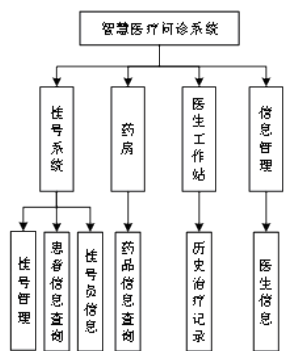 智慧医疗问诊系统
挂号系统
药房
医生工作站
信息管理
挂号管理
患者信息查询
挂号员信息
药品信息查询
历史治疗记录
医生信息